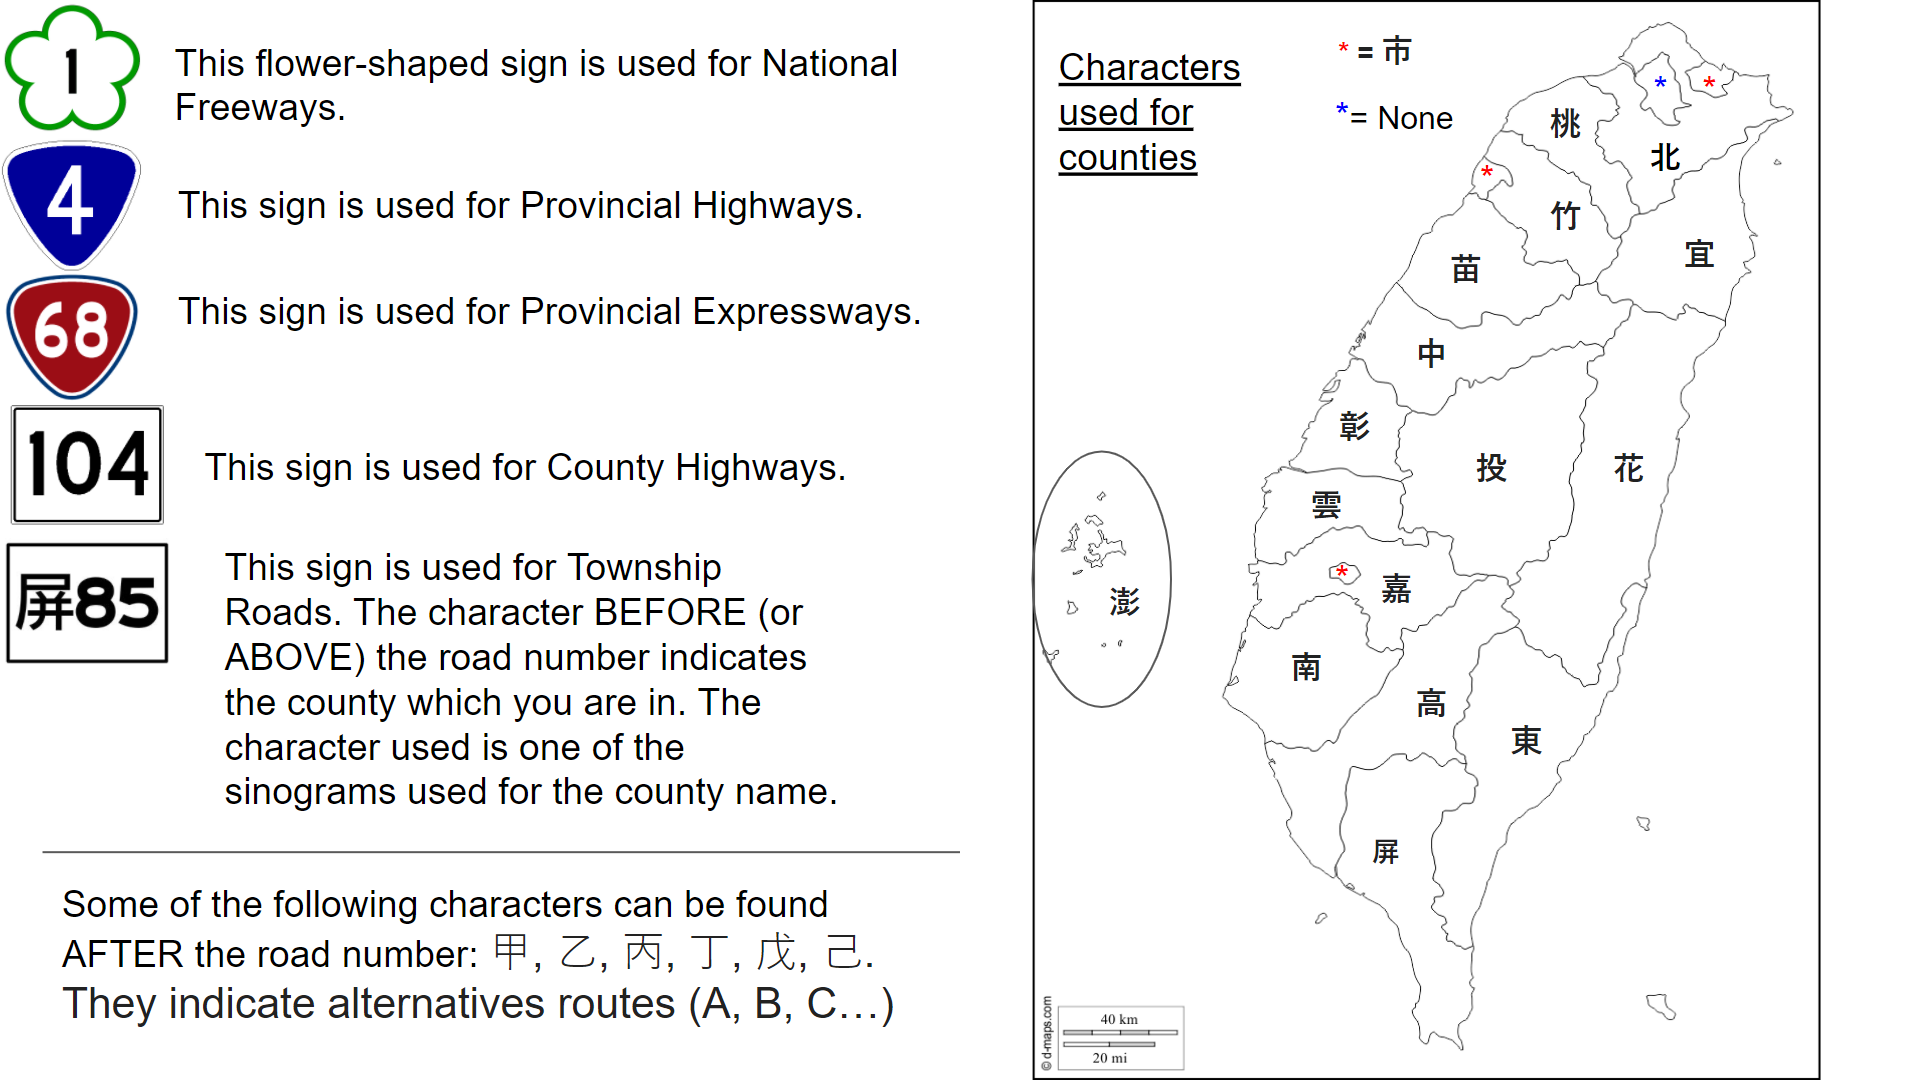 1
This flower-shaped sign is used for National
Freeways.
4
This sign is used for Provincial Highways.
68
This sign is used for Provincial Expressways.
104
This sign is used for County Highways.
屏85
This sign is used for Township
Roads. The character BEFORE (or
ABOVE) the road number indicates
the county which you are in. The
character used is one of the
sinograms used for the county name.
Some of the following characters can be found
AFTER the road number: 甲, 乙, 丙, 丁, 戊, 己.
They indicate alternatives routes (A, B, C…)
Characters
used for
counties
* = 市
*= None
* *
桃
北
*
竹
宜
苗
中
彰
投
花
雲
*
嘉
澎
南
高
東
屏
40 km
20 mi
© d-maps.com